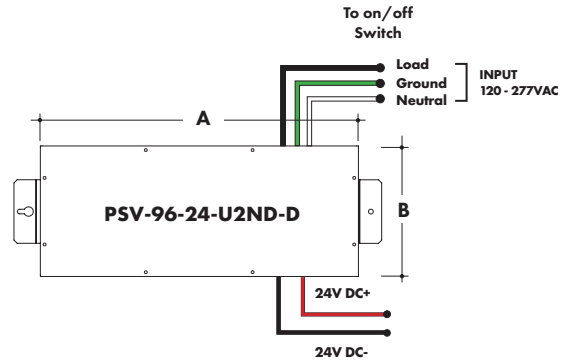 To on/off
Switch
Load
Ground
Neutral
INPUT
120 - 277VAC
A
B
PSV-96-24-U2ND-D
24V DC+
24V DC-